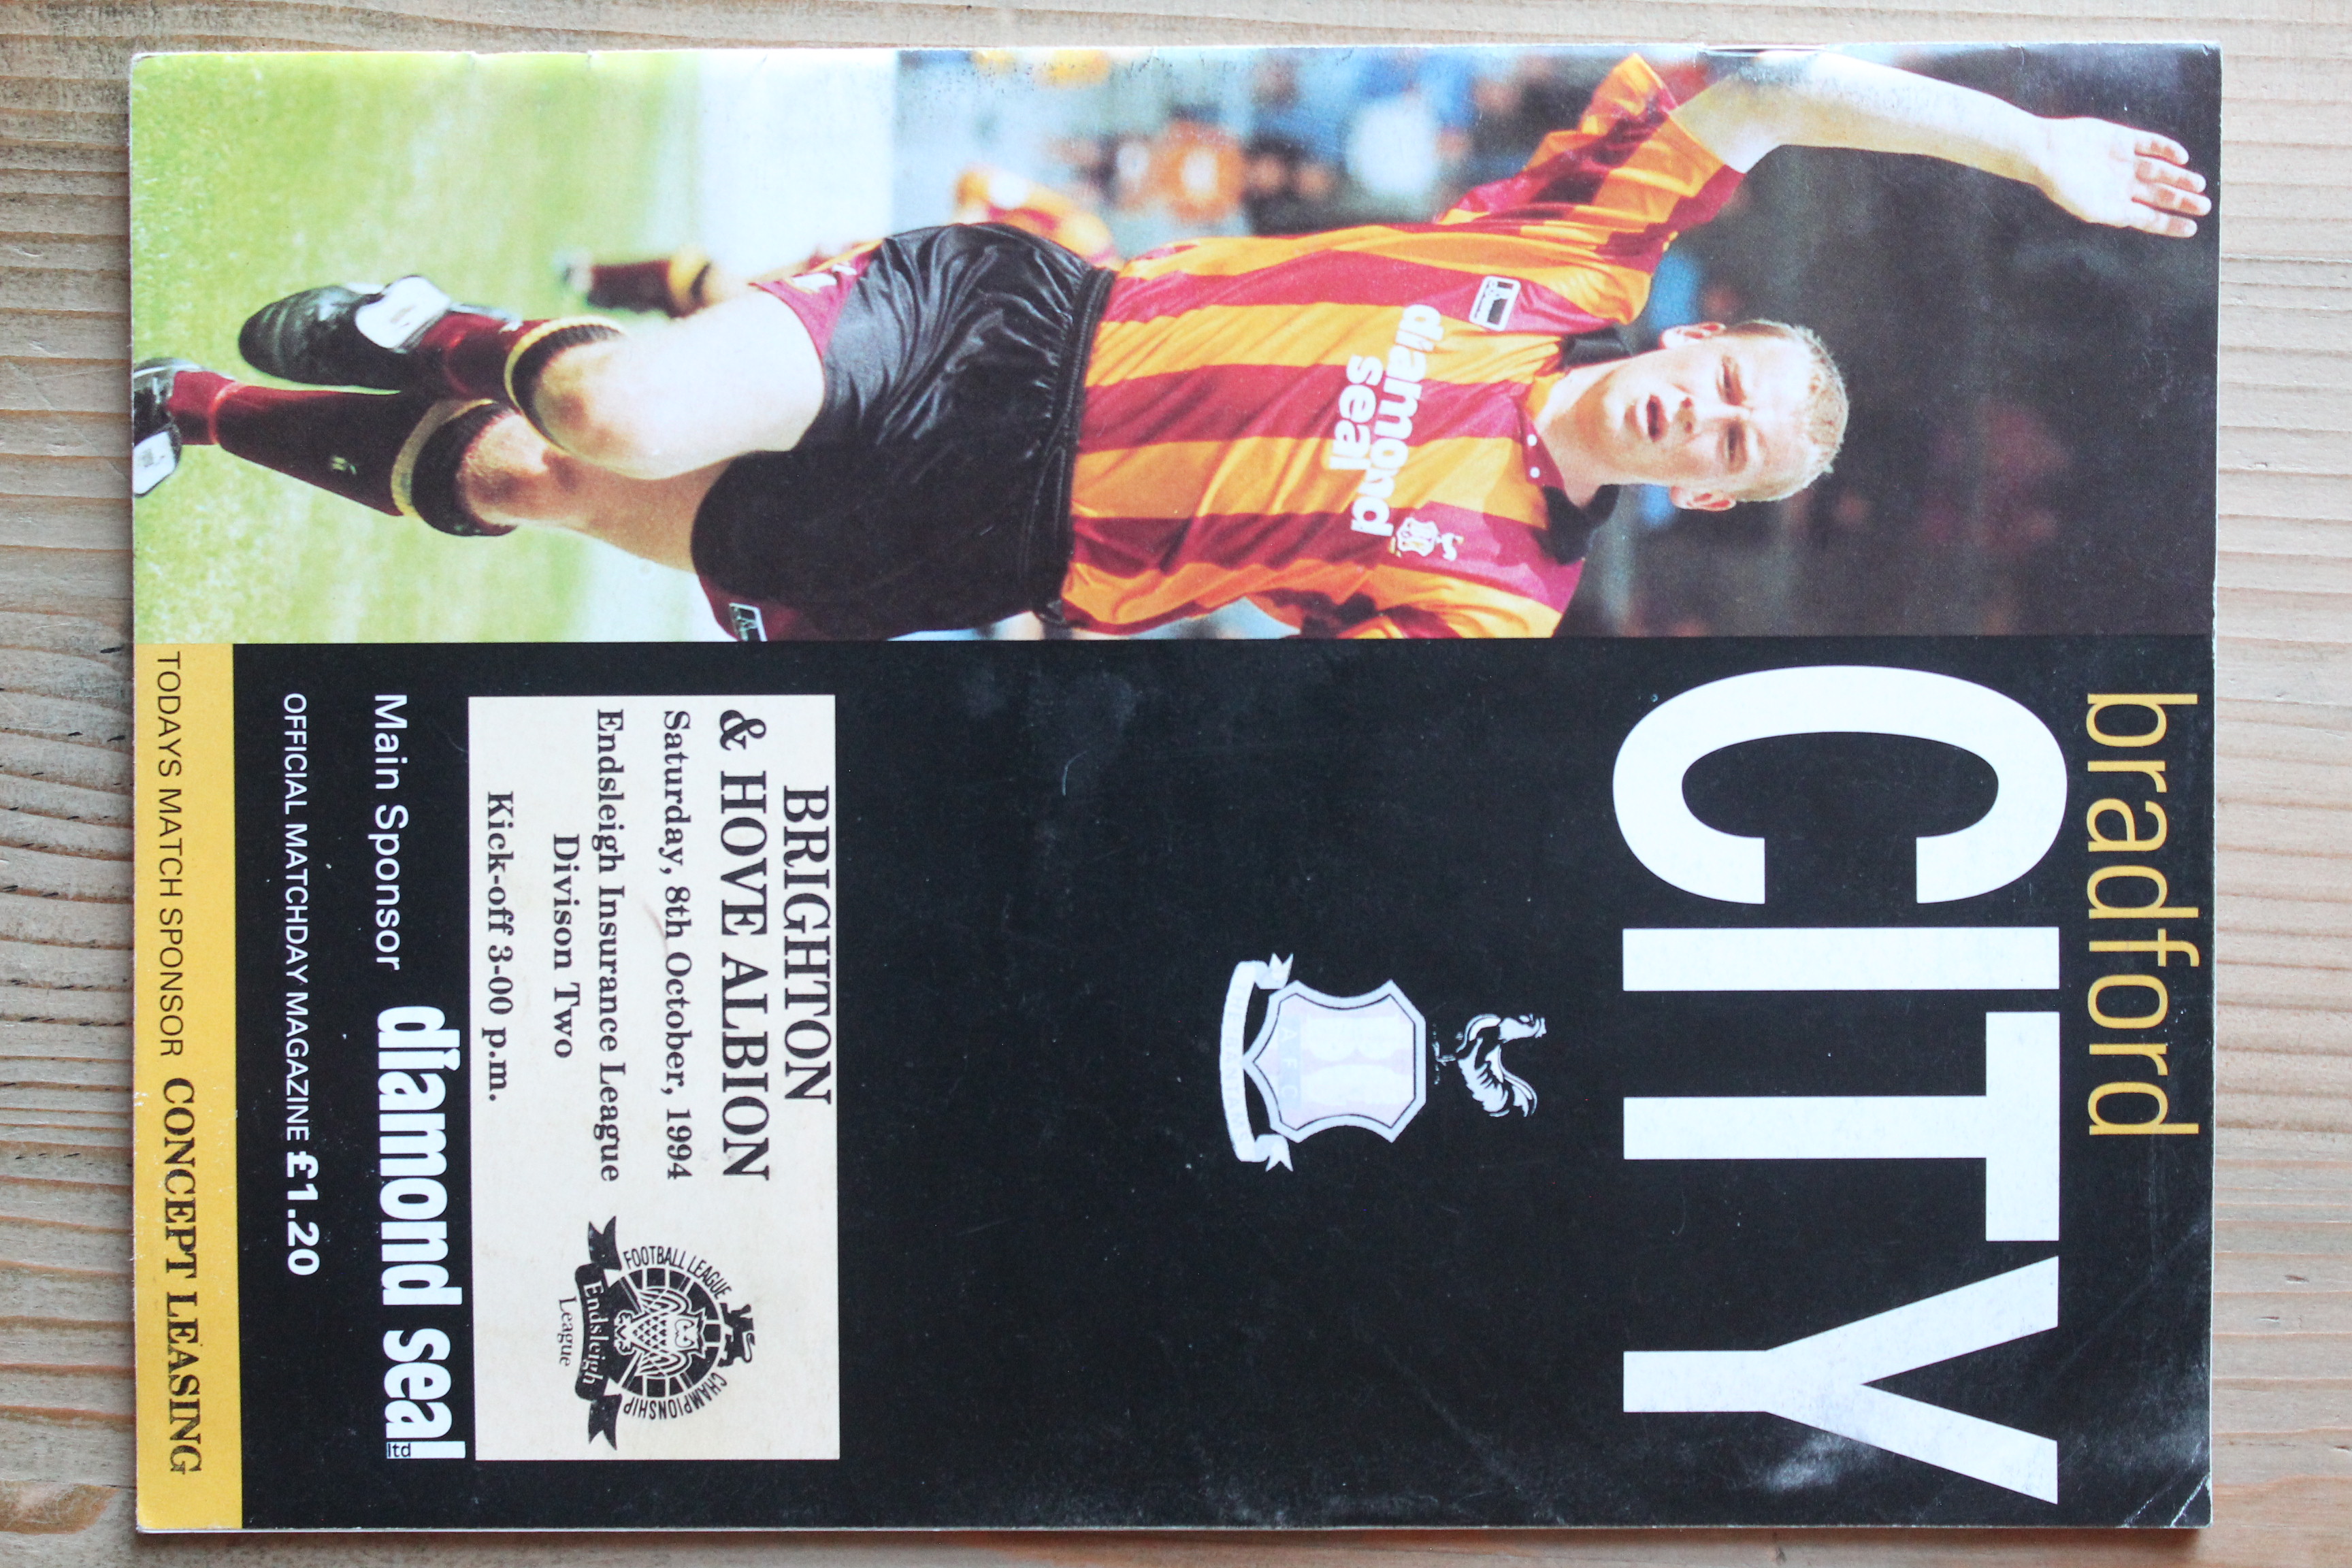 bradford
CITY
diamond
seal
BRIGHTON
& HOVE ALBION
Saturday, 8th October, 1994
Endsleigh Insurance League
Divison Two
Kick-off 3-00 p.m.
FOOTBALL LEAGUE
CHAMPIONSHIP
Endsleigh
League
Main Sponsor diamond seal ltd
OFFICIAL MATCHDAY MAGAZINE £1.20
TODAYS MATCH SPONSOR CONCEPT LEASING